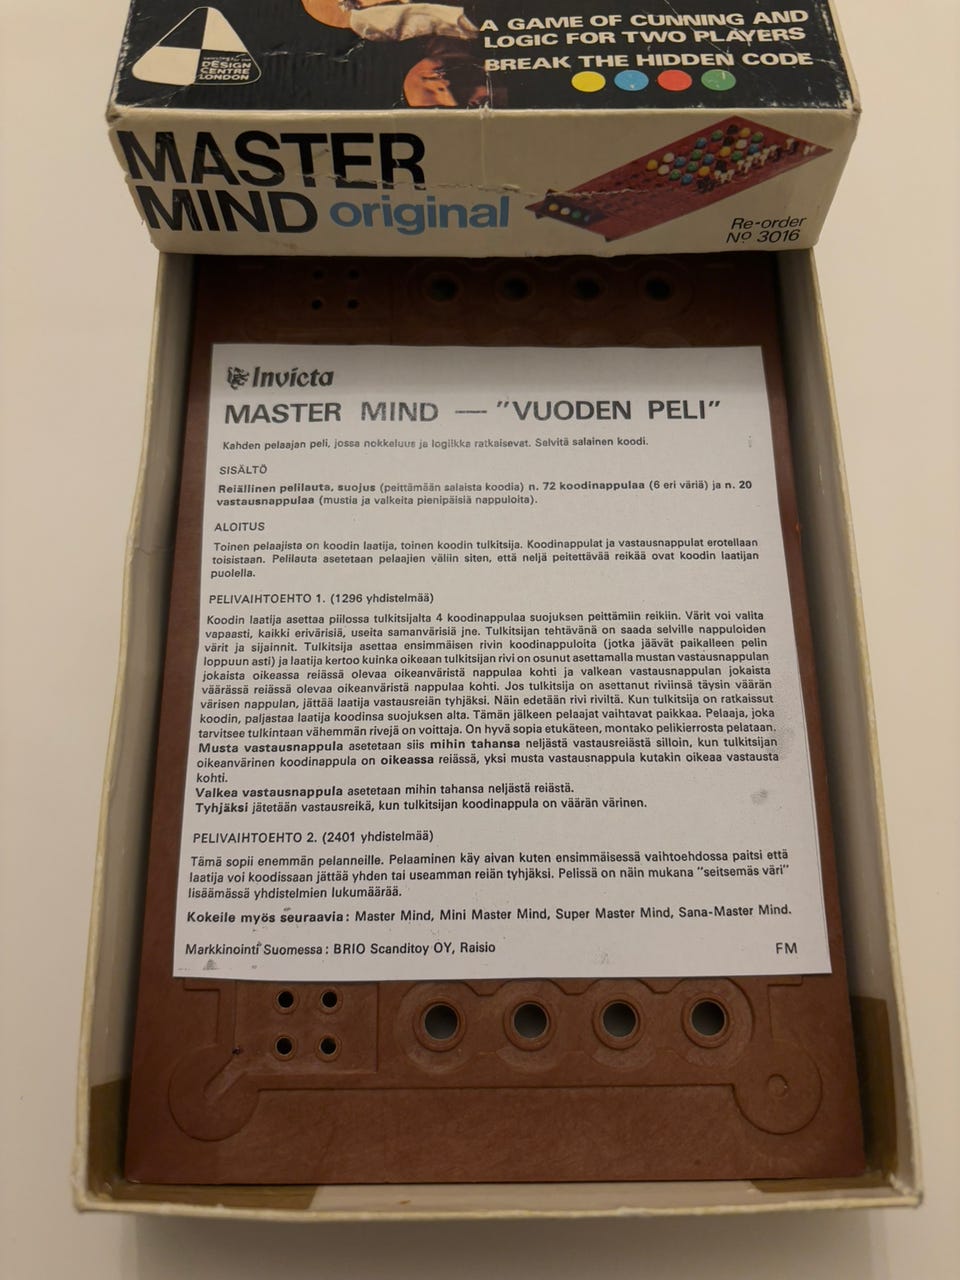 A GAME OF CUNNING AND
LOGIC FOR TWO PLAYERS
BREAK THE HIDDEN CODE
DESIGN
CENTRE
LONDON
MASTER
MIND original
Re-order
Nº 3016
Invicta
MASTER MIND — "VUODEN PELI"
Kahden pelaajan peli, jossa nokkeluus ja logiikka ratkaisevat. Selvitä salainen koodi.
SISÄLTÖ
Reiällinen pelilauta, suojus (peittämään salaista koodia) n. 72 koodinappulaa (6 eri väriä) ja n. 20
vastausnappulaa (mustia ja valkeita pienipäisiä nappuloita).
ALOITUS
Toinen pelaajista on koodin laatija, toinen koodin tulkitsija. Koodinappulat ja vastausnappulat erotellaan
toisistaan. Pelilauta asetetaan pelaajien väliin siten, että neljä peitettävää reikää ovat koodin laatijan
puolella.
PELIVAIHTOEHTO 1. (1296 yhdistelmää)
Koodin laatija asettaa piilossa tulkitsijalta 4 koodinappulaa suojuksen peittämiin reikiin. Värit voi valita
vapaasti, kaikki erivärisiä, useita samanvärisiä jne. Tulkitsijan tehtävänä on saada selville nappuloiden
värit ja sijainnit. Tulkitsija asettaa ensimmäisen rivin koodinappuloita (jotka jäävät paikalleen pelin
loppuun asti) ja laatija kertoo kuinka oikeaan tulkitsijan rivi on osunut asettamalla mustan vastausnappulan
jokaista oikeassa reiässä olevaa oikeanväristä nappulaa kohti ja valkean vastausnappulan jokaista
väärässä reiässä olevaa oikeanväristä nappulaa kohti. Jos tulkitsija on asettanut riviinsä täysin väärän
värisen nappulan, jättää laatija vastausreiän tyhjäksi. Näin edetään rivi riviltä. Kun tulkitsija on ratkaissut
koodin, paljastaa laatija koodinsa suojuksen alta. Tämän jälkeen pelaajat vaihtavat paikkaa. Pelaaja, joka
tarvitsee tulkintaan vähemmän rivejä on voittaja. On hyvä sopia etukäteen, montako pelikierrosta pelataan.
Musta vastausnappula asetetaan siis mihin tahansa neljästä vastausreiästä silloin, kun tulkitsijan
oikeanvärinen koodinappula on oikeassa reiässä, yksi musta vastausnappula kutakin oikeaa vastausta
kohti.
Valkea vastausnappula asetetaan mihin tahansa neljästä reiästä.
Tyhjäksi jätetään vastausreikä, kun tulkitsijan koodinappula on väärän värinen.
PELIVAIHTOEHTO 2. (2401 yhdistelmää)
Tämä sopii enemmän pelanneille. Pelaaminen käy aivan kuten ensimmäisessä vaihtoehdossa paitsi että
laatija voi koodissaan jättää yhden tai useamman reiän tyhjäksi. Pelissä on näin mukana "seitsemäs väri"
lisäämässä yhdistelmien lukumäärää.
Kokeile myös seuraavia: Master Mind, Mini Master Mind, Super Master Mind, Sana-Master Mind.
Markkinointi Suomessa: BRIO Scanditoy OY, Raisio FM